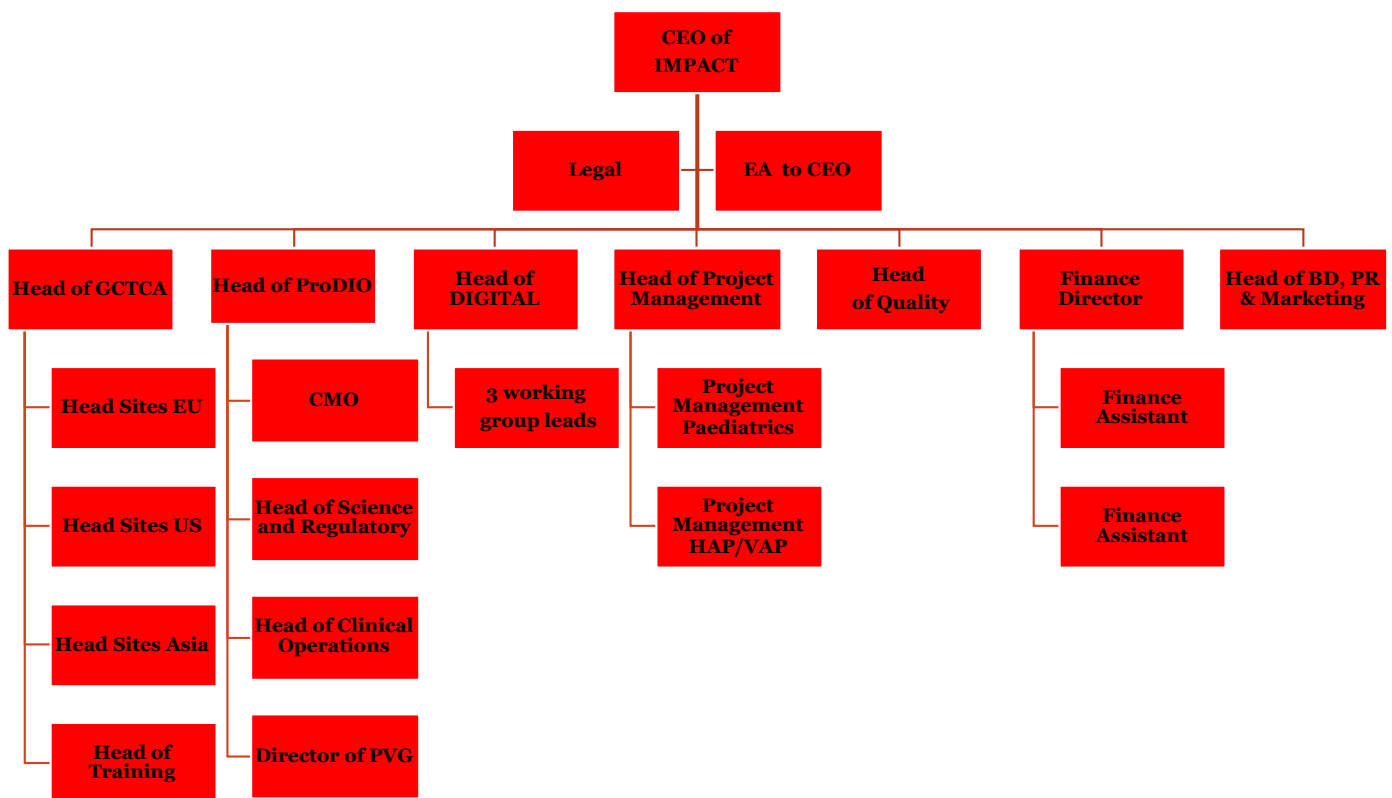 CEO of
IMPACT
Legal
EA to CEO
Head of GCTCA
Head of ProDIO
Head of
DIGITAL
Head of Project
Management
Head
of Quality
Finance
Director
Head of BD, PR
& Marketing
Head Sites EU
Head Sites US
Head Sites Asia
Head of
Training
CMO
Head of Science
and Regulatory
Head of Clinical
Operations
Director of PVG
3 working
group leads
Project
Management
Paediatrics
Project
Management
HAP/VAP
Finance
Assistant
Finance
Assistant